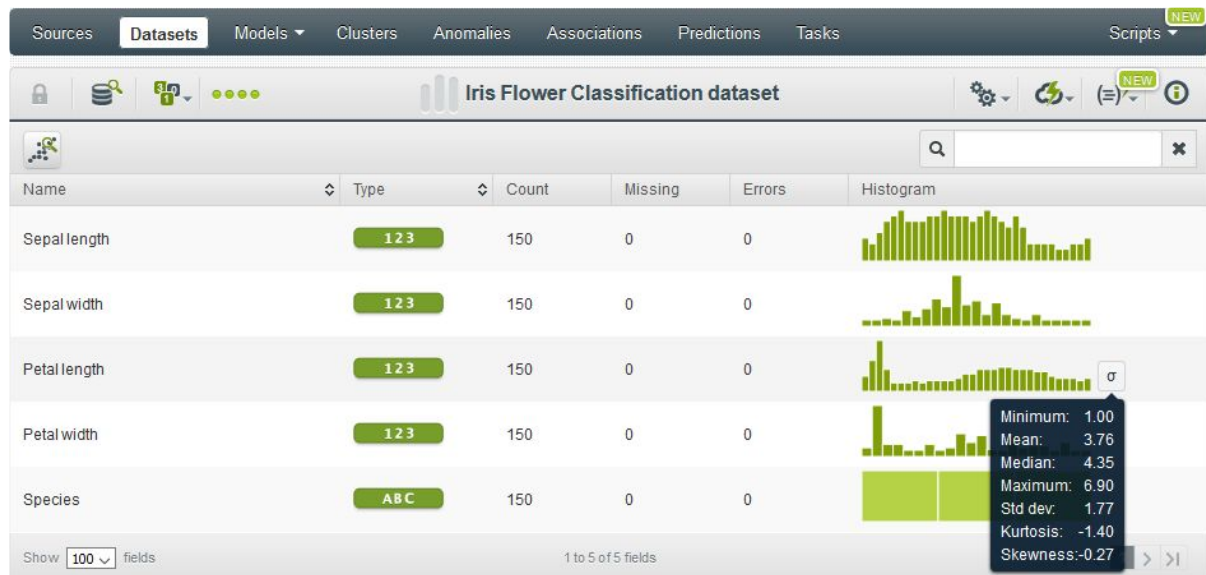 Sources Datasets Models Clusters Anomalies Associations Predictions Tasks Scripts NEW
Iris Flower Classification dataset NEW
Name Type Count Missing Errors Histogram
Sepal length 123 150 0 0
Sepal width 123 150 0 0
Petal length 123 150 0 0 σ
Petal width 123 150 0 0
Species ABC 150 0 0
Minimum: 1.00
Mean: 3.76
Median: 4.35
Maximum: 6.90
Std dev: 1.77
Kurtosis: -1.40
Skewness:-0.27
Show 100 fields 1 to 5 of 5 fields